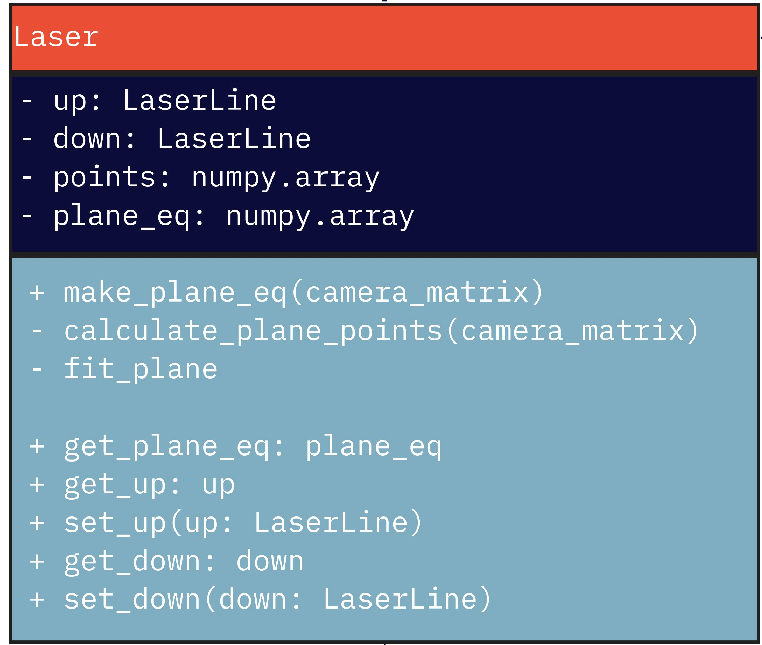 Laser
- up: LaserLine
- down: LaserLine
- points: numpy.array
- plane_eq: numpy.array
+ make_plane_eq(camera_matrix)
- calculate_plane_points(camera_matrix)
- fit_plane
+ get_plane_eq: plane_eq
+ get_up: up
+ set_up(up: LaserLine)
+ get_down: down
+ set_down(down: LaserLine)